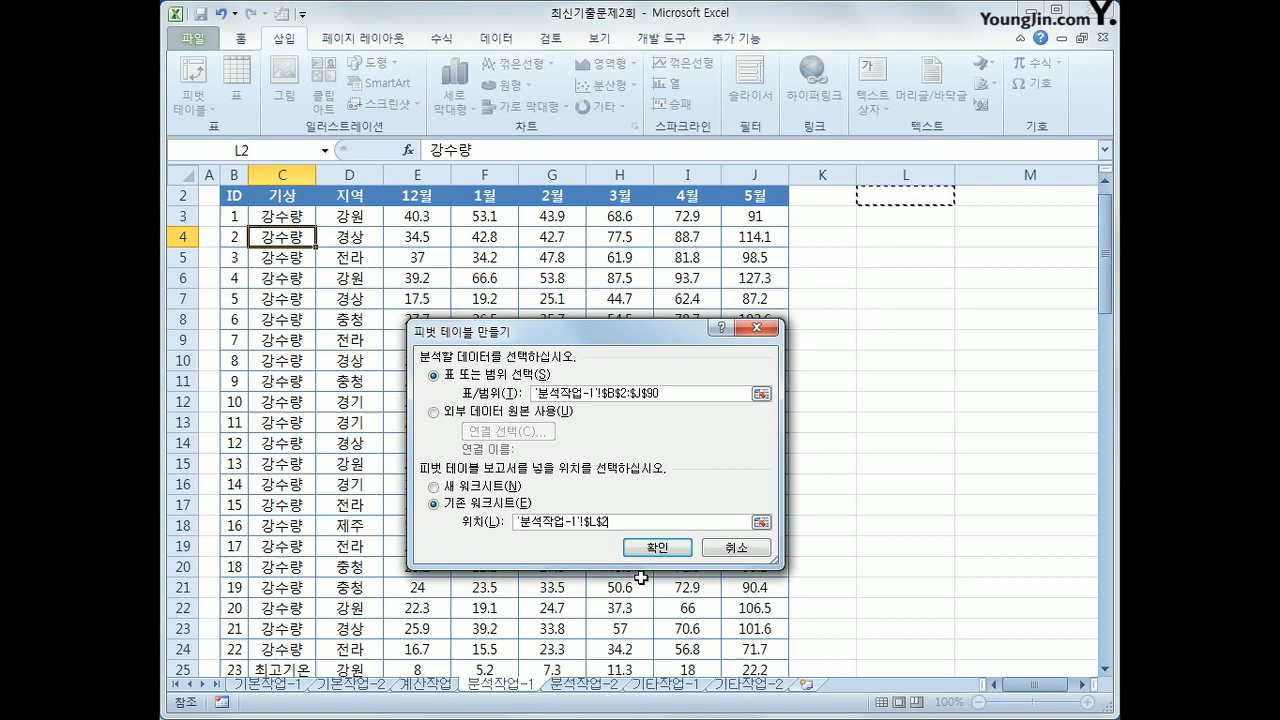 최신기출문제2회 - Microsoft Excel
YoungJin.com Y.
파일 홈 삽입 페이지 레이아웃 수식 데이터 검토 보기 개발 도구 추가 기능
피벗 테이블 표 그림 클립 아트 도형 SmartArt 스크린샷 세로 막대형 꺾은선형 원형 가로 막대형 영역형 분산형 기타 꺾은선형 열 승패 슬라이서 하이퍼링크 텍스트 상자 머리글/바닥글 π 수식 Ω 기호
표 일러스트레이션 차트 스파크라인 필터 링크 텍스트 기호
L2 fx 강수량
A B C D E F G H I J K L M
2 ID 기상 지역 12월 1월 2월 3월 4월 5월
3 1 강수량 강원 40.3 53.1 43.9 68.6 72.9 91
4 2 강수량 경상 34.5 42.8 42.7 77.5 88.7 114.1
5 3 강수량 전라 37 34.2 47.8 61.9 81.8 98.5
6 4 강수량 강원 39.2 66.6 53.8 87.5 93.7 127.3
7 5 강수량 경상 17.5 19.2 25.1 44.7 62.4 87.2
8 6 강수량 충청
9 7 강수량 전라
10 8 강수량 경상
11 9 강수량 충청
12 10 강수량 경기
13 11 강수량 경기
14 12 강수량 경상
15 13 강수량 강원
16 14 강수량 경기
17 15 강수량 전라
18 16 강수량 제주
19 17 강수량 전라
20 18 강수량 충청
21 19 강수량 충청 24 23.5 33.5 50.6 72.9 90.4
22 20 강수량 강원 22.3 19.1 24.7 37.3 66 106.5
23 21 강수량 경상 25.9 39.2 33.8 57 70.6 101.6
24 22 강수량 전라 16.7 15.5 23.3 34.2 56.8 71.7
25 23 최고기온 강원 8 5.2 7.3 11.3 18 22.2
피벗 테이블 만들기
분석할 데이터를 선택하십시오.
표 또는 범위 선택(S)
표/범위(T): '분석작업-1'!$B$2:$J$90
외부 데이터 원본 사용(U)
연결 선택(C)...
연결 이름:
피벗 테이블 보고서를 넣을 위치를 선택하십시오.
새 워크시트(N)
기존 워크시트(E)
위치(L): '분석작업-1'!$L$2
확인 취소
기본작업-1 기본작업-2 계산작업 분석작업-1 분석작업-2 기타작업-1 기타작업-2
참조 100%